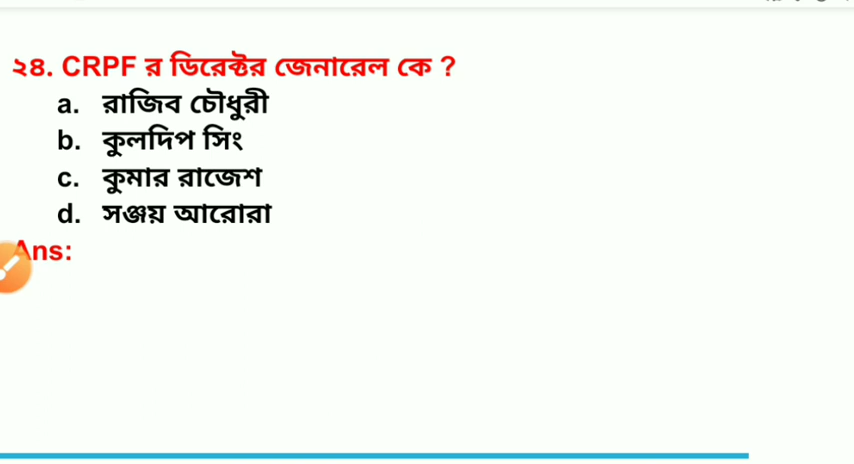 ২৪. CRPF র ডিরেক্টর জেনারেল কে ?
a. রাজিব চৌধুরী
b. কুলদিপ সিং
c. কুমার রাজেশ
d. সঞ্জয় আরোরা
Ans: